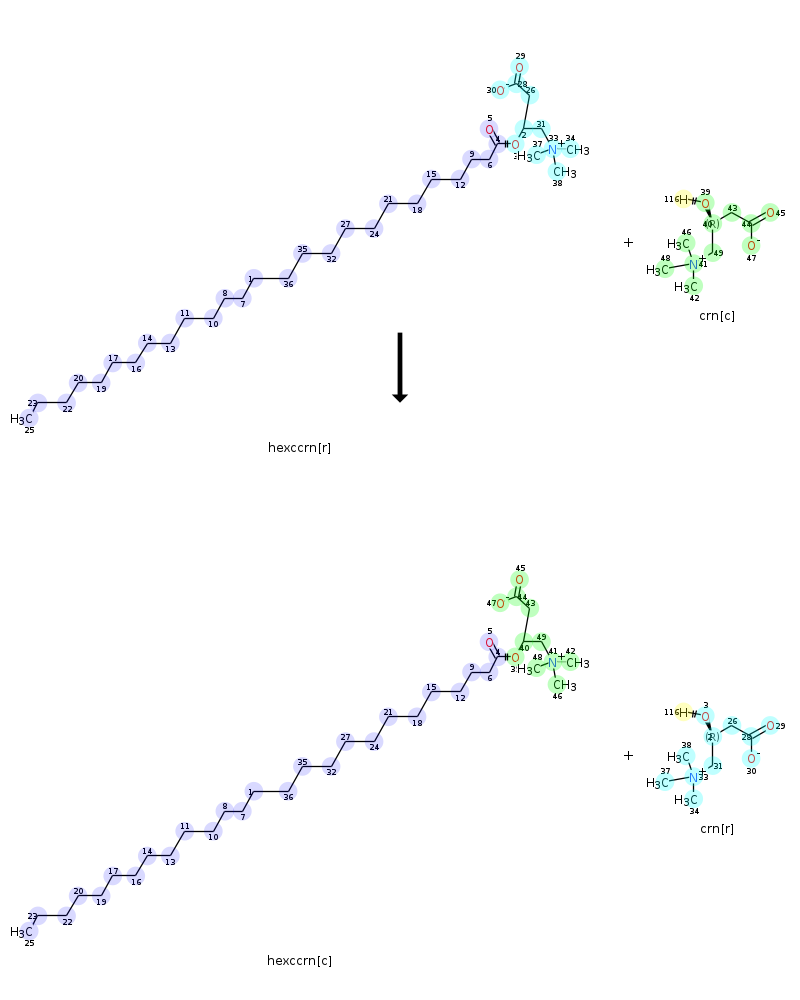 29
O
28
30 O -
26
2
31
33
34
5
O
4
O
37
H₃C
N +
CH₃
CH₃
38
9
6
15
12
21
18
27
24
35
32
1
36
8
7
11
10
14
13
17
16
20
19
23
22
H₃C
25
hexccrn[r]
+
116 H
39
O
40
(R)
43
44
O 45
O -
47
46
H₃C
49
48
H₃C
N +
41
H₃C
42
crn[c]
45
O
44
47 O -
43
40
49
41
42
5
O
4
O
48
H₃C
N +
CH₃
CH₃
46
9
6
15
12
21
18
27
24
35
32
1
36
8
7
11
10
14
13
17
16
20
19
23
22
H₃C
25
hexccrn[c]
+
116 H
3
O
2
(R)
26
28
O 29
O -
30
38
H₃C
31
37
H₃C
N +
33
H₃C
34
crn[r]